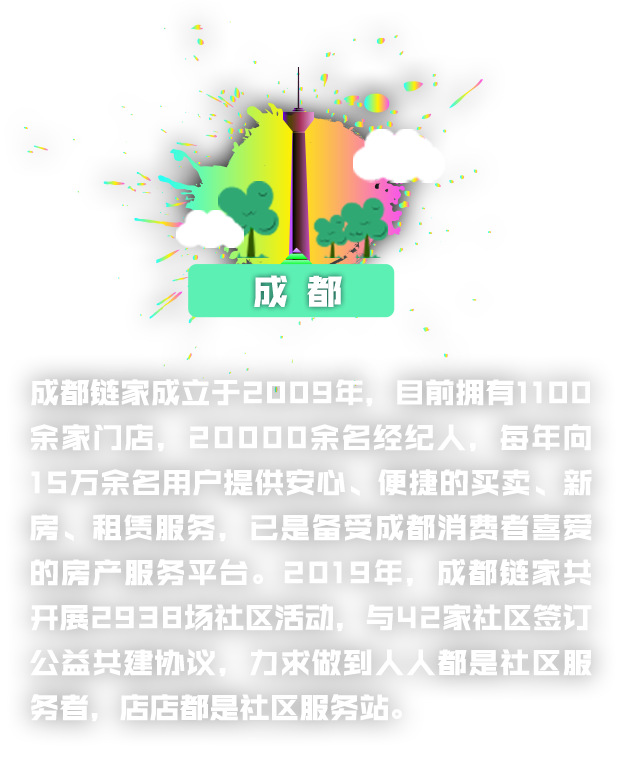 成都
成都链家成立于2009年，目前拥有1100
余家门店，20000余名经纪人，每年向
15万余名用户提供安心、便捷的买卖、新
房、租赁服务，已是备受成都消费者喜爱
的房产服务平台。2019年，成都链家共
开展2938场社区活动，与42家社区签订
公益共建协议，力求做到人人都是社区服
务者，店店都是社区服务站。